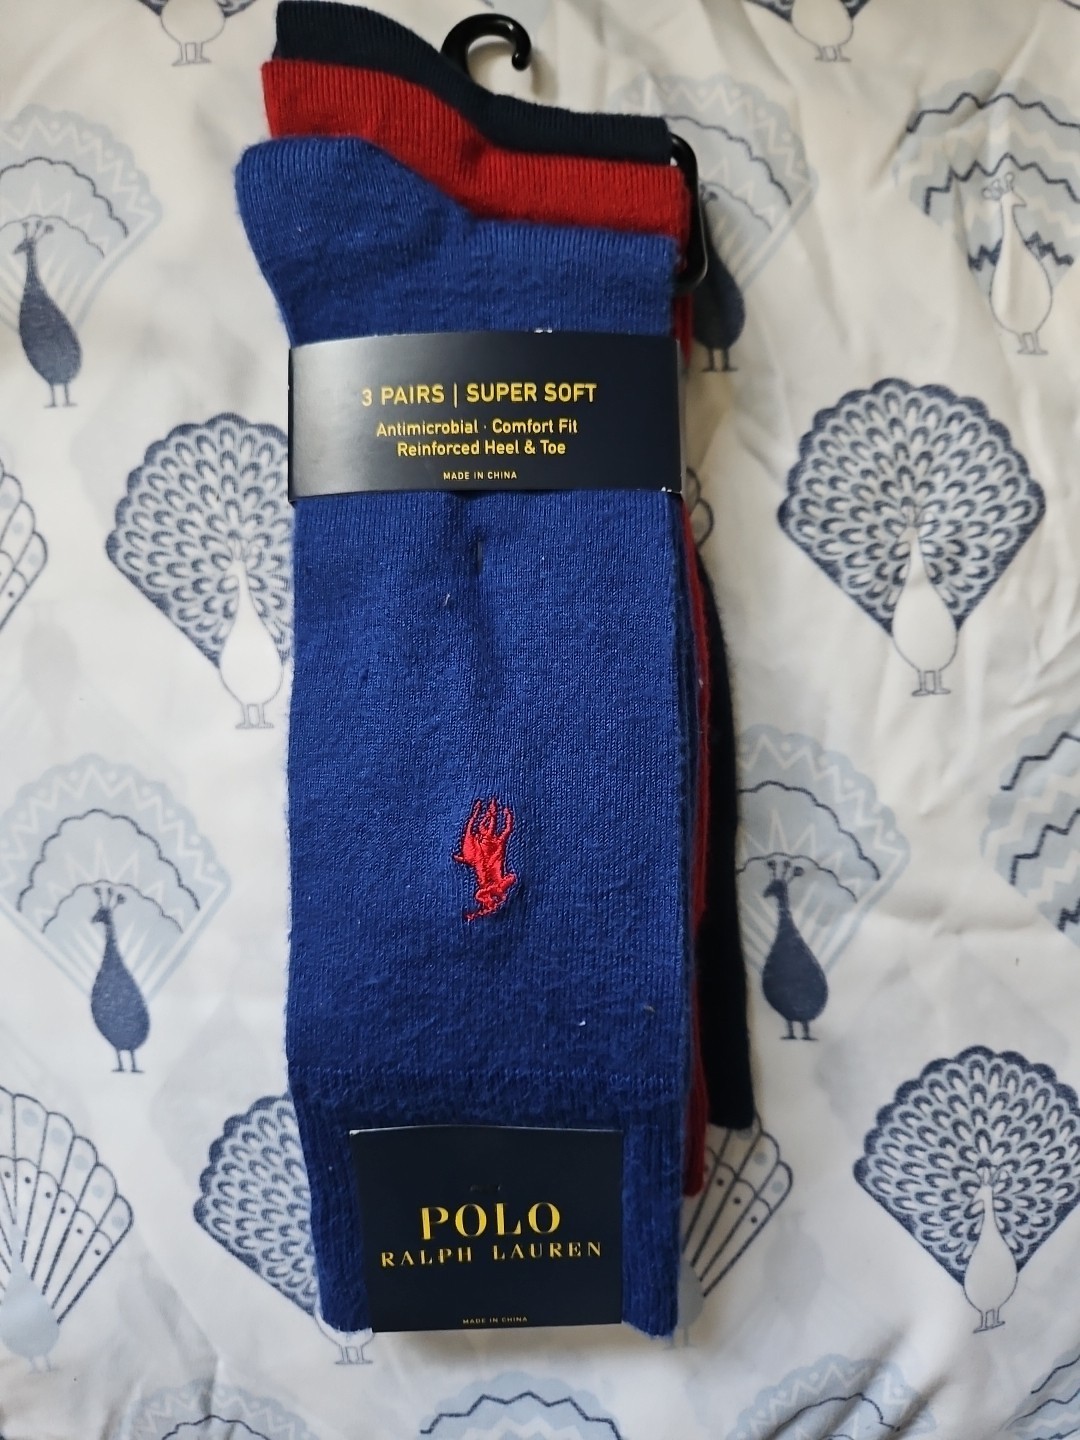 3 PAIRS | SUPER SOFT
Antimicrobial · Comfort Fit
Reinforced Heel & Toe
MADE IN CHINA
POLO
RALPH LAUREN
MADE IN CHINA